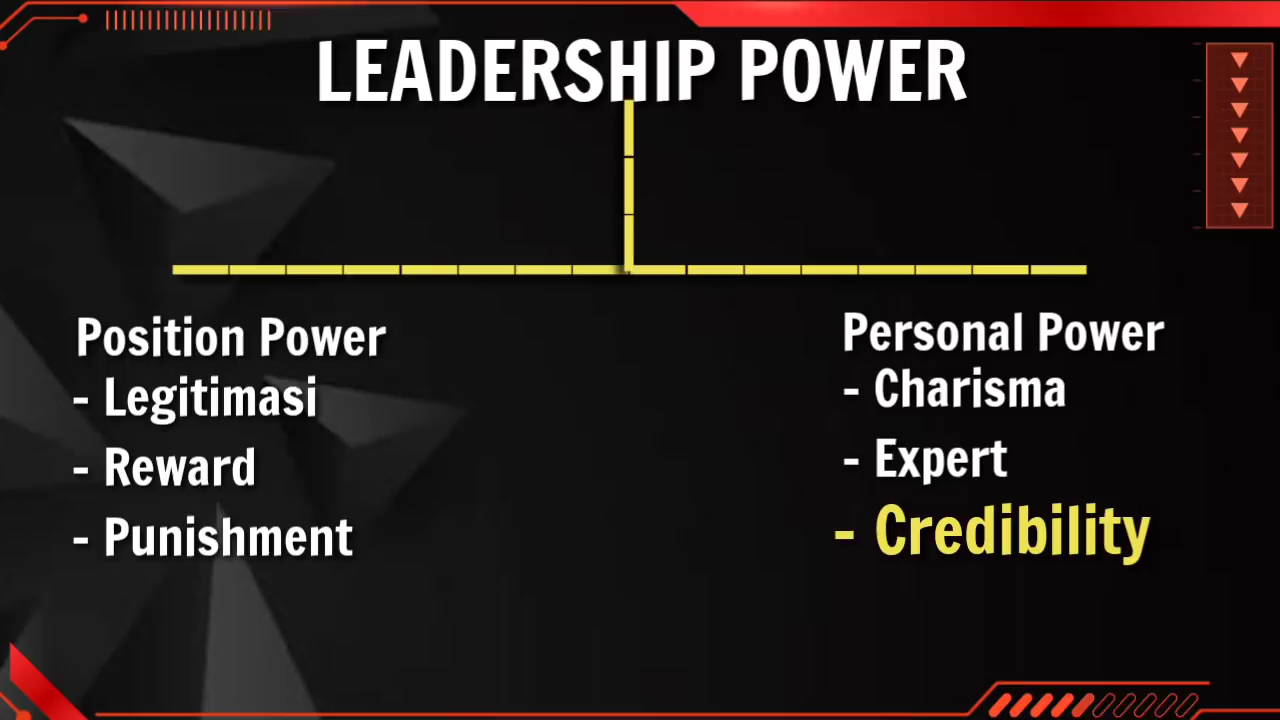 LEADERSHIP POWER
Position Power
- Legitimasi
- Reward
- Punishment
Personal Power
- Charisma
- Expert
- Credibility